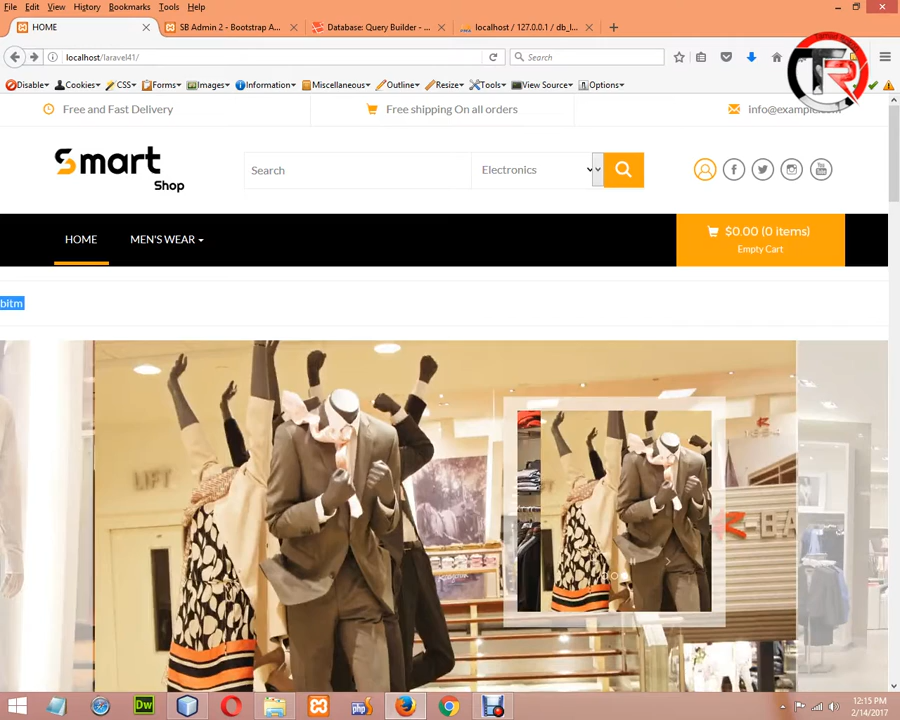 File Edit View History Bookmarks Tools Help
HOME
SB Admin 2 - Bootstrap A...
Database: Query Builder - ...
localhost / 127.0.0.1 / db_l...
localhost/laravel41/
Search
Disable Cookies CSS Forms Images Information Miscellaneous Outline Resize Tools View Source Options
Free and Fast Delivery
Free shipping On all orders
info@example.com
Smart
Shop
Search
Electronics
HOME
MEN'S WEAR
$0.00 (0 items)
Empty Cart
bitm
LIFT
12:15 PM
2/14/2017